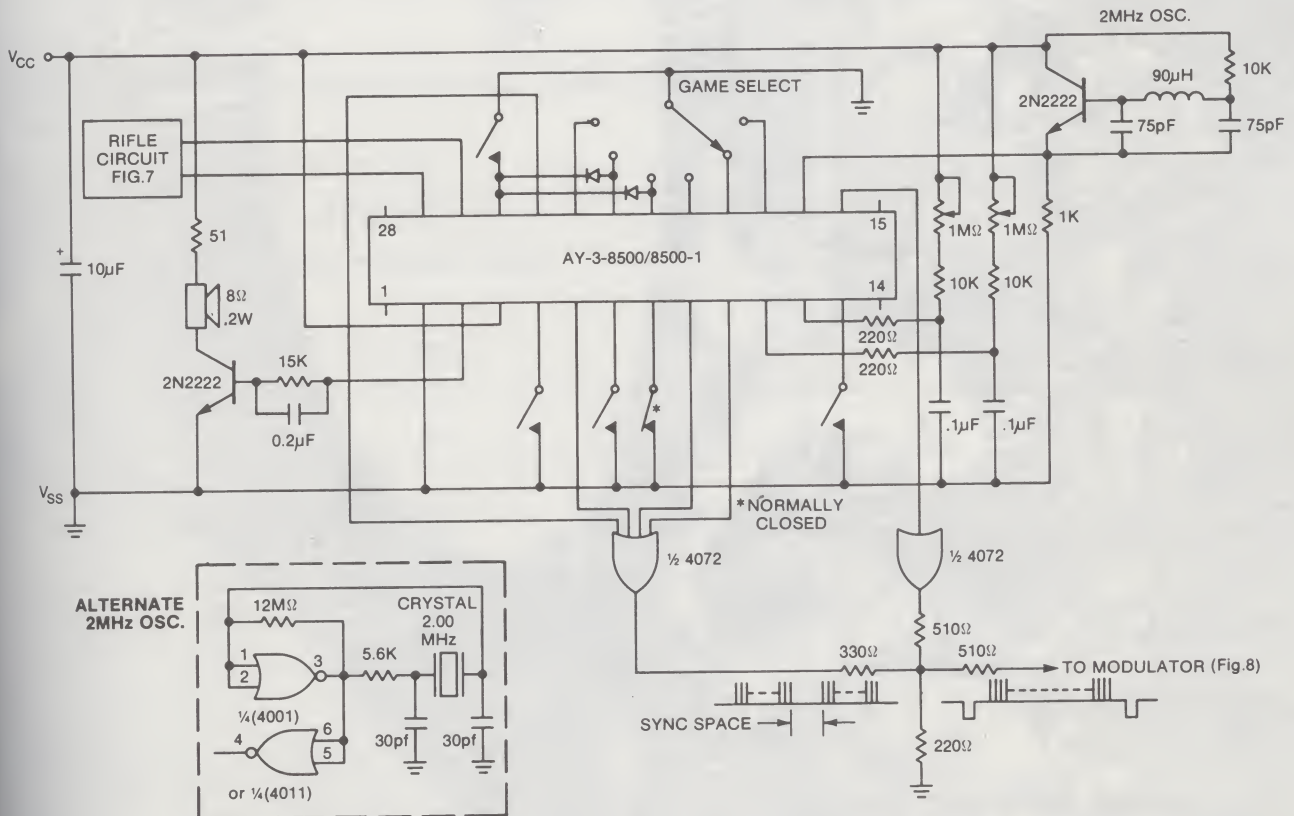 2MHz OSC.
VCC
10K
90µH
GAME SELECT
2N2222
75pF
75pF
RIFLE
CIRCUIT
FIG.7
28
15
1MΩ
1MΩ
1K
51
AY-3-8500/8500-1
+
10µF
1
14
10K
10K
8Ω
.2W
220Ω
15K
220Ω
2N2222
*
0.2µF
.1µF
.1µF
VSS
*NORMALLY
CLOSED
½ 4072
½ 4072
ALTERNATE
2MHz OSC.
12MΩ
CRYSTAL
2.00
MHz
510Ω
1
2
3
5.6K
330Ω
510Ω
TO MODULATOR (Fig.8)
¼(4001)
SYNC SPACE
4
6
5
30pf
30pf
220Ω
or ¼(4011)